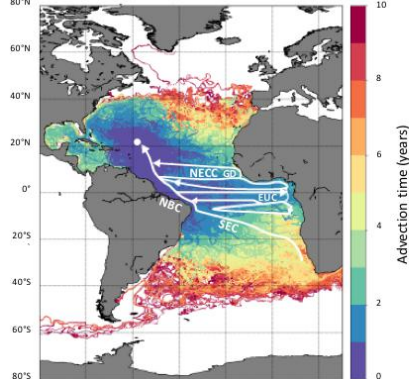 80°N
60°N
40°N
20°N
0°
20°S
40°S
60°S
80°S
NECC GD
EUC
NBC
SEC
10
8
6
4
2
0
Advection time (years)